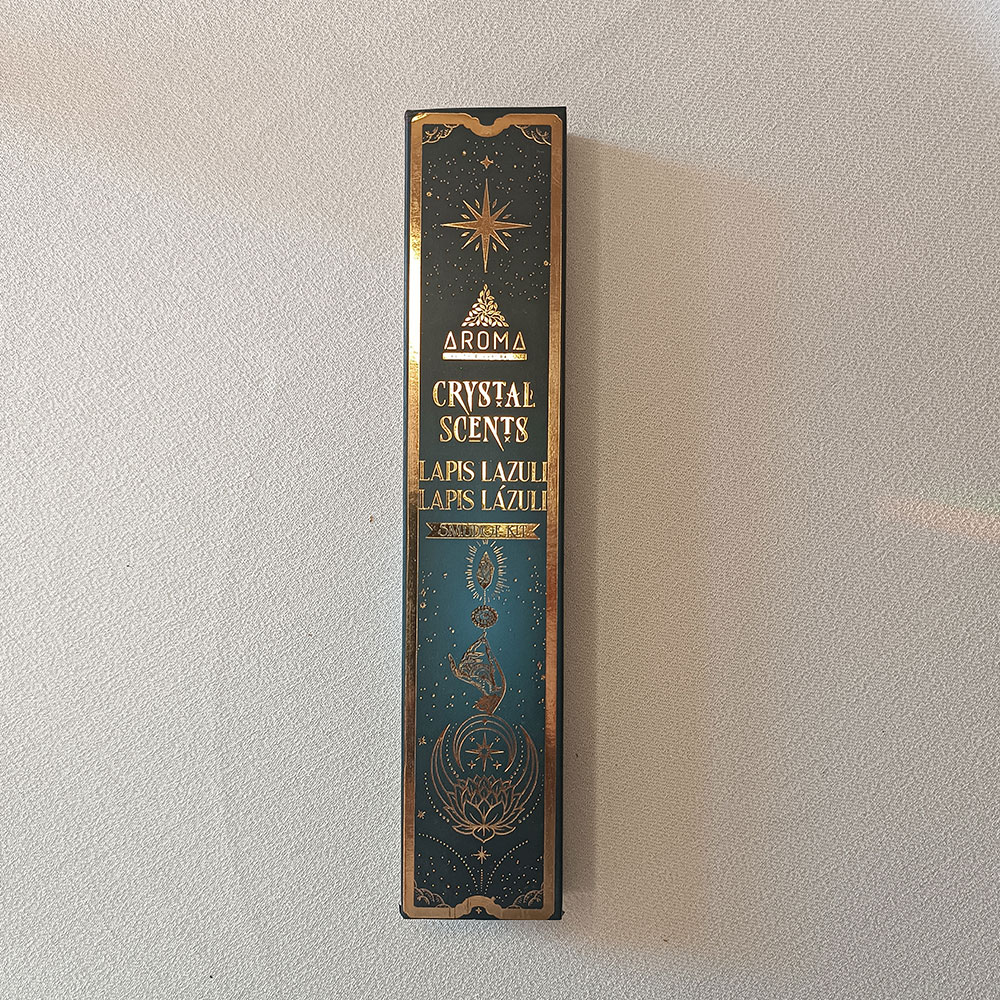 AROMA
CRYSTAL
SCENTS
LAPIS LAZULI
LAPIS LÁZULI
SMUDGE KIT